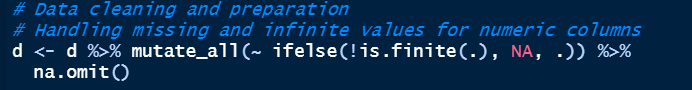 # Data cleaning and preparation
# Handling missing and infinite values for numeric columns
d <- d %>% mutate_all(~ ifelse(!is.finite(.), NA, .)) %>%
  na.omit()